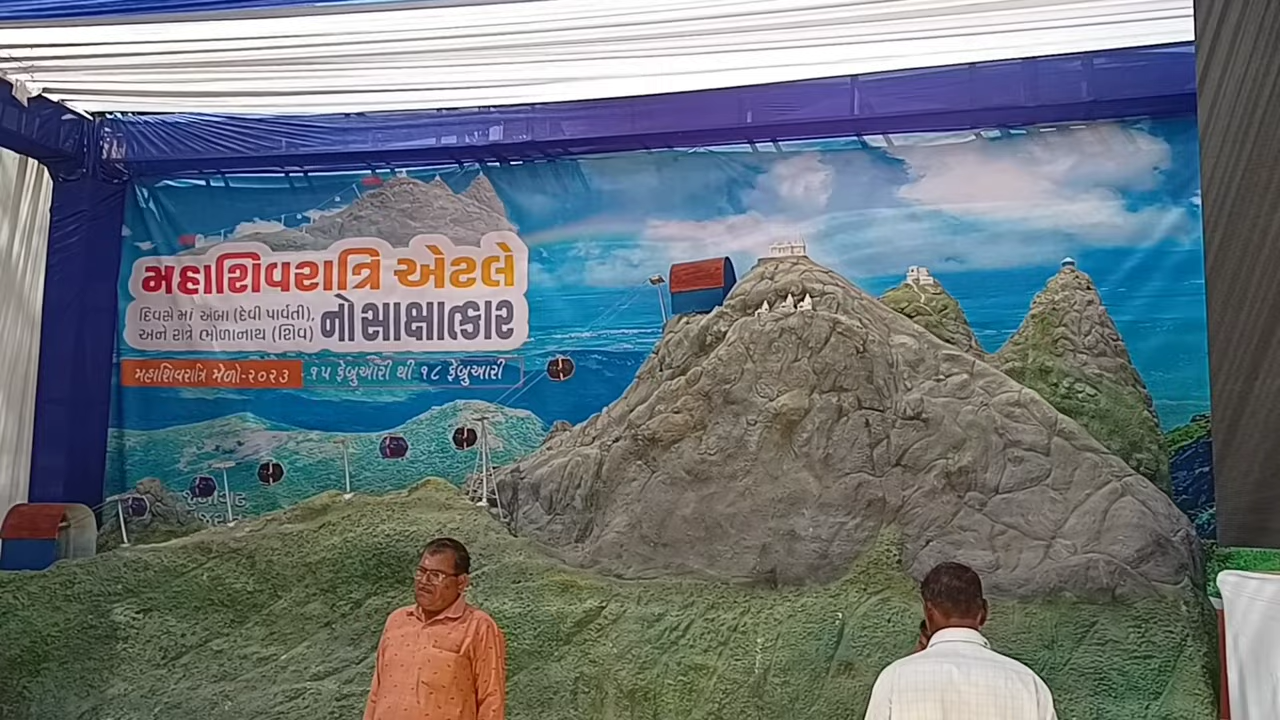 મહાશિવરાત્રિ એટલે
દિવસે માં અંબા (દેવી પાર્વતી),
અને રાત્રે ભોળાનાથ (શિવ)
નો સાક્ષાત્કાર
મહાશિવરાત્રિ મેળો-૨૦૨૩
૧૫ ફેબ્રુઆરી થી ૧૮ ફેબ્રુઆરી